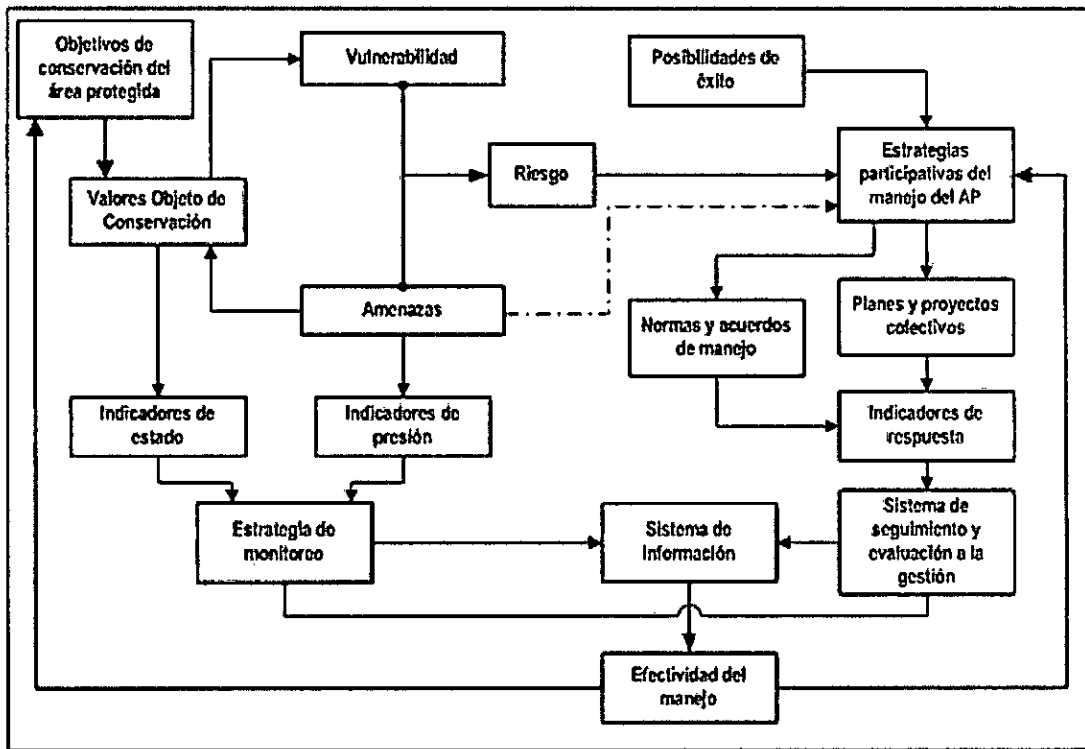 Objetivos de
conservación del
área protegida
Vulnerabilidad
Posibilidades de
éxito
Estrategias
participativas del
manejo del AP
Riesgo
Valores Objeto de
Conservación
Amenazas
Normas y acuerdos
de manejo
Planes y proyectos
colectivos
Indicadores de
estado
Indicadores de
presión
Indicadores de
respuesta
Estrategia de
monitoreo
Sistema de
Información
Sistema de
seguimiento y
evaluación a la
gestión
Efectividad del
manejo